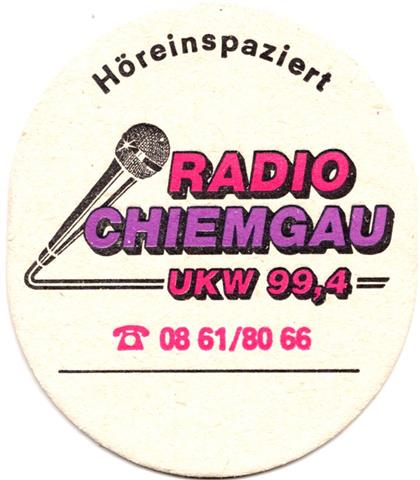 Höreinspaziert
RADIO
CHIEMGAU
UKW 99,4
☎ 08 61/80 66